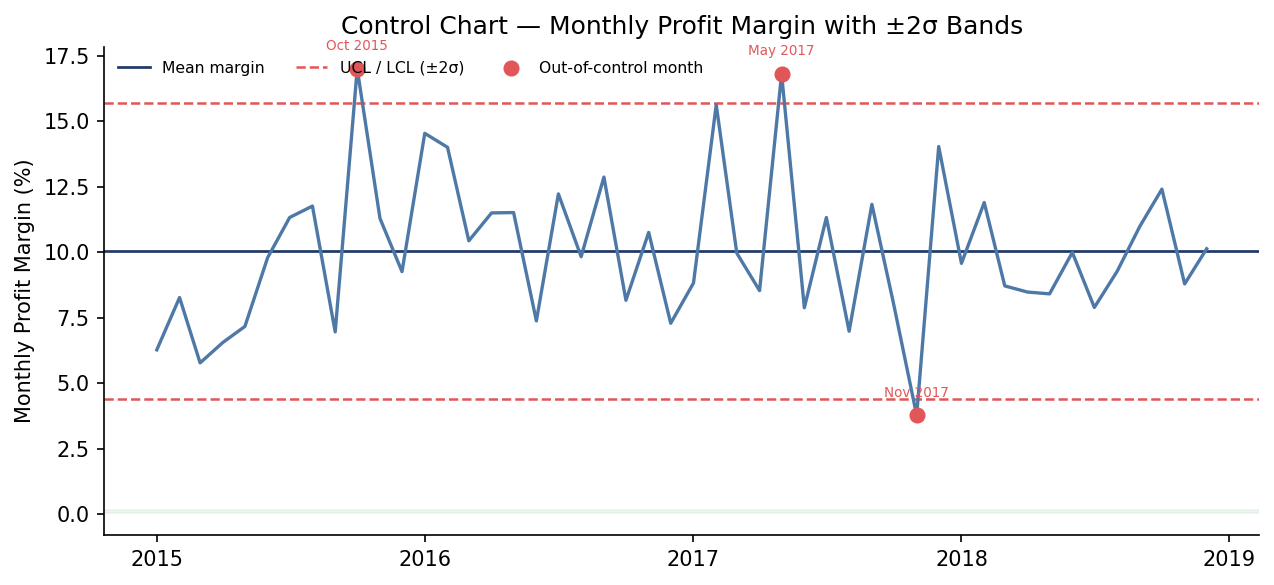 Control Chart — Monthly Profit Margin with ±2σ Bands
Oct 2015
May 2017
Mean margin
UCL / LCL (±2σ)
Out-of-control month
Nov 2017
Monthly Profit Margin (%)
17.5
15.0
12.5
10.0
7.5
5.0
2.5
0.0
2015
2016
2017
2018
2019